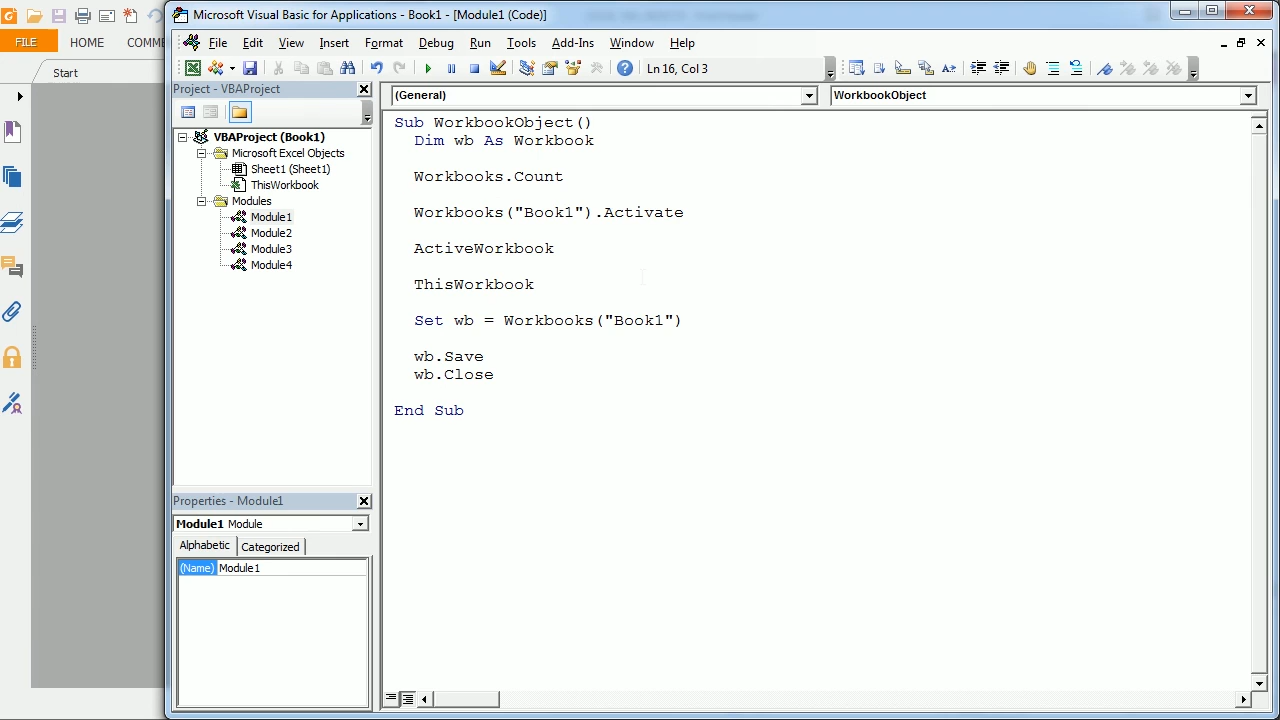 Microsoft Visual Basic for Applications - Book1 - [Module1 (Code)]
FILE HOME COMME
File Edit View Insert Format Debug Run Tools Add-Ins Window Help
Ln 16, Col 3
Start
Project - VBAProject
(General) WorkbookObject
VBAProject (Book1)
Microsoft Excel Objects
Sheet1 (Sheet1)
ThisWorkbook
Modules
Module1
Module2
Module3
Module4
Sub WorkbookObject()
Dim wb As Workbook
Workbooks.Count
Workbooks("Book1").Activate
ActiveWorkbook
ThisWorkbook
Set wb = Workbooks("Book1")
wb.Save
wb.Close
End Sub
Properties - Module1
Module1 Module
Alphabetic Categorized
(Name) Module1